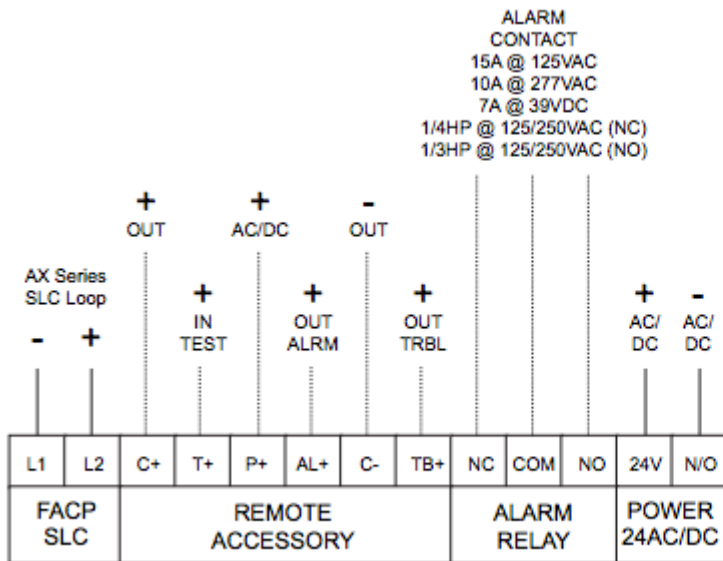 ALARM
CONTACT
15A @ 125VAC
10A @ 277VAC
7A @ 39VDC
1/4HP @ 125/250VAC (NC)
1/3HP @ 125/250VAC (NO)
+ + -
OUT AC/DC OUT
AX Series
SLC Loop
- +
+ + +
IN OUT OUT
TEST ALRM TRBL
+ -
AC/ AC/
DC DC
L1 L2 C+ T+ P+ AL+ C- TB+ NC COM NO 24V N/O
FACP
SLC
REMOTE
ACCESSORY
ALARM
RELAY
POWER
24AC/DC